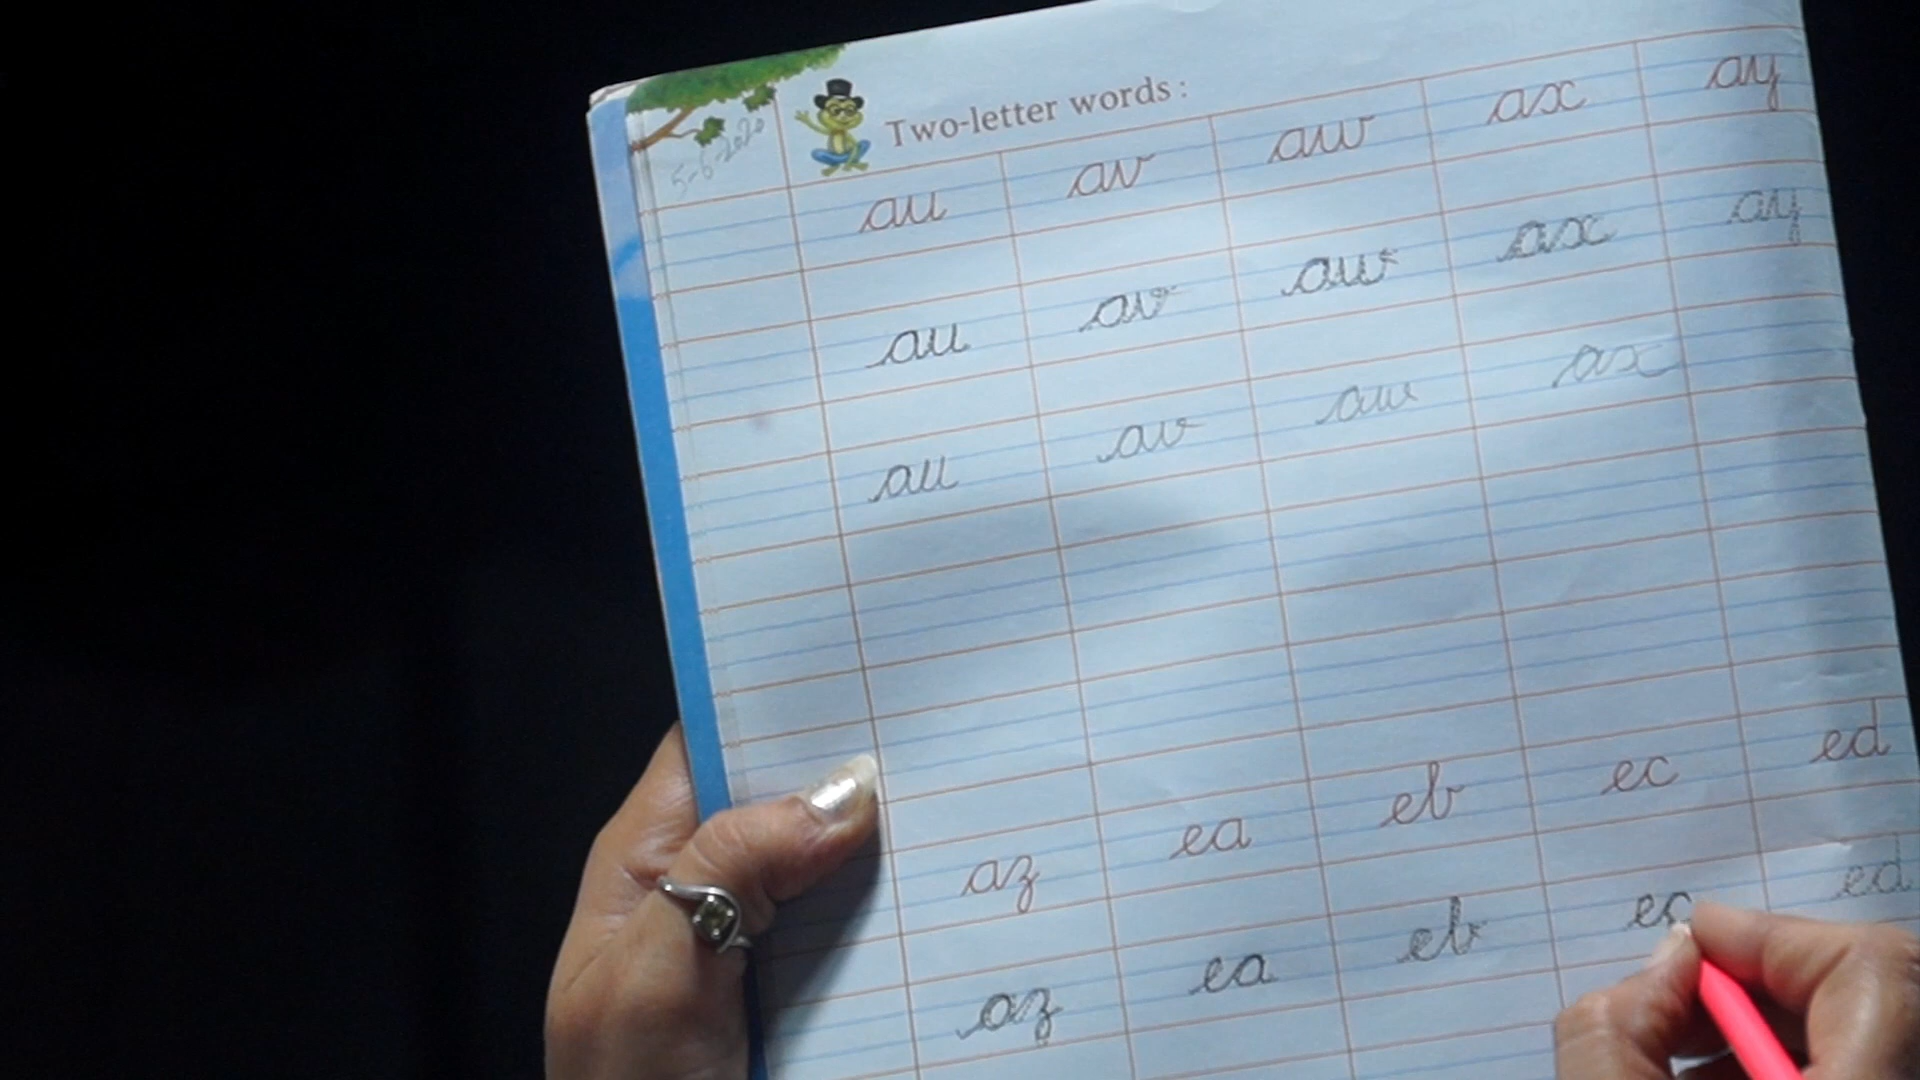 5-6-2020
Two-letter words :
au av aw ax ay
au av aw ax ay
au av aw ax
az ea eb ec ed
az ea eb ec ed